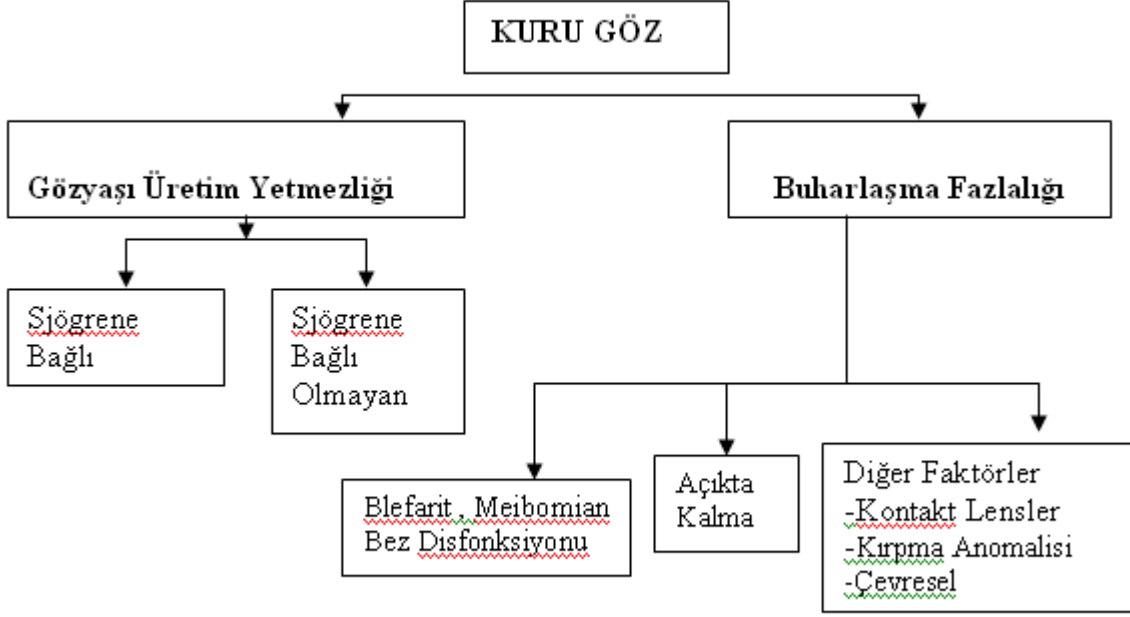 KURU GÖZ
Gözyaşı Üretim Yetmezliği
Buharlaşma Fazlalığı
Sjögrene
Bağlı
Sjögrene
Bağlı
Olmayan
Blefarit , Meibomian
Bez Disfonksiyonu
Açıkta
Kalma
Diğer Faktörler
-Kontakt Lensler
-Kırpma Anomalisi
-Çevresel